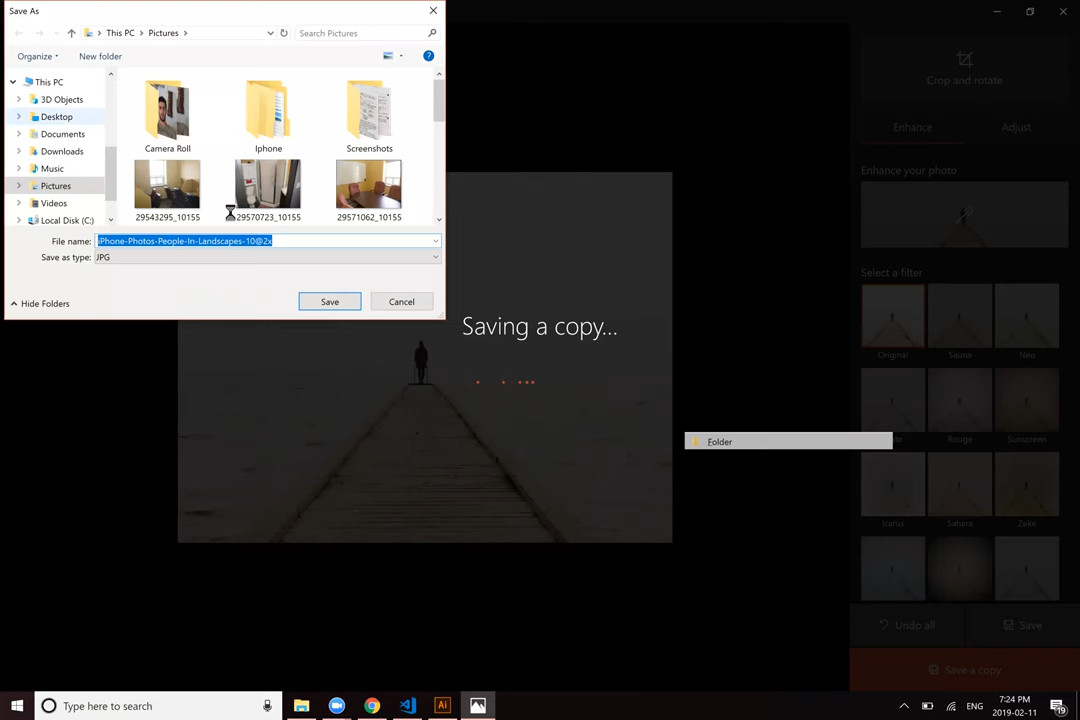 Save As
This PC
Pictures
Search Pictures
Organize
New folder
?
This PC
3D Objects
Desktop
Documents
Downloads
Music
Pictures
Videos
Local Disk (C:)
Camera Roll
Iphone
Screenshots
29543295_10155
29570723_10155
29571062_10155
File name:
iPhone-Photos-People-In-Landscapes-10@2x
Save as type:
JPG
Hide Folders
Save
Cancel
Saving a copy...
Folder
Crop and rotate
Enhance
Adjust
Enhance your photo
Select a filter
Original
Sauna
Neo
Rouge
Sunscreen
Icarus
Sahara
Zeke
Undo all
Save
Save a copy
Type here to search
Ai
ENG
7:24 PM
2019-02-11
19